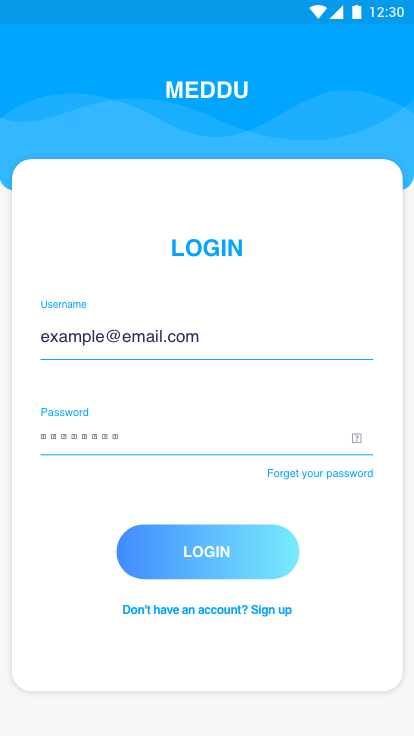 12:30
MEDDU
LOGIN
Username
example@email.com
Password
Forget your password
LOGIN
Don't have an account? Sign up